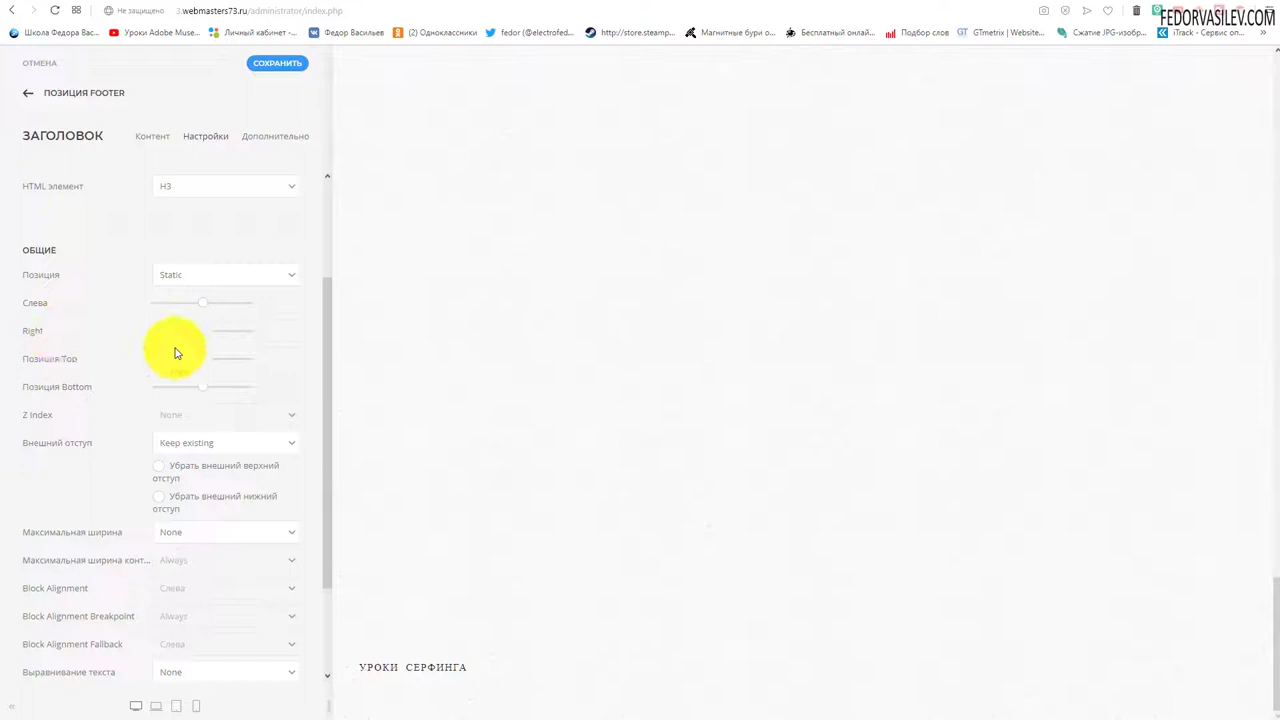 3.webmasters73.ru/administrator/index.php
Не защищено
FEDORVASILEV.COM
Школа Федора Вас...
Уроки Adobe Muse...
Личный кабинет -...
Федор Васильев
(2) Одноклассники
fedor (@electrofed...
http://store.steamp...
Магнитные бури о...
Бесплатный онлай...
Подбор слов
GTmetrix | Website...
Сжатие JPG-изобр...
iTrack - Сервис оп...
ОТМЕНА
СОХРАНИТЬ
ПОЗИЦИЯ FOOTER
ЗАГОЛОВОК
Контент
Настройки
Дополнительно
HTML элемент
H3
ОБЩИЕ
Позиция
Static
Слева
Right
Позиция Top
Позиция Bottom
Z Index
None
Внешний отступ
Keep existing
Убрать внешний верхний
отступ
Убрать внешний нижний
отступ
Максимальная ширина
None
Максимальная ширина конт...
Always
Block Alignment
Слева
Block Alignment Breakpoint
Always
Block Alignment Fallback
Слева
Выравнивание текста
None
УРОКИ СЕРФИНГА